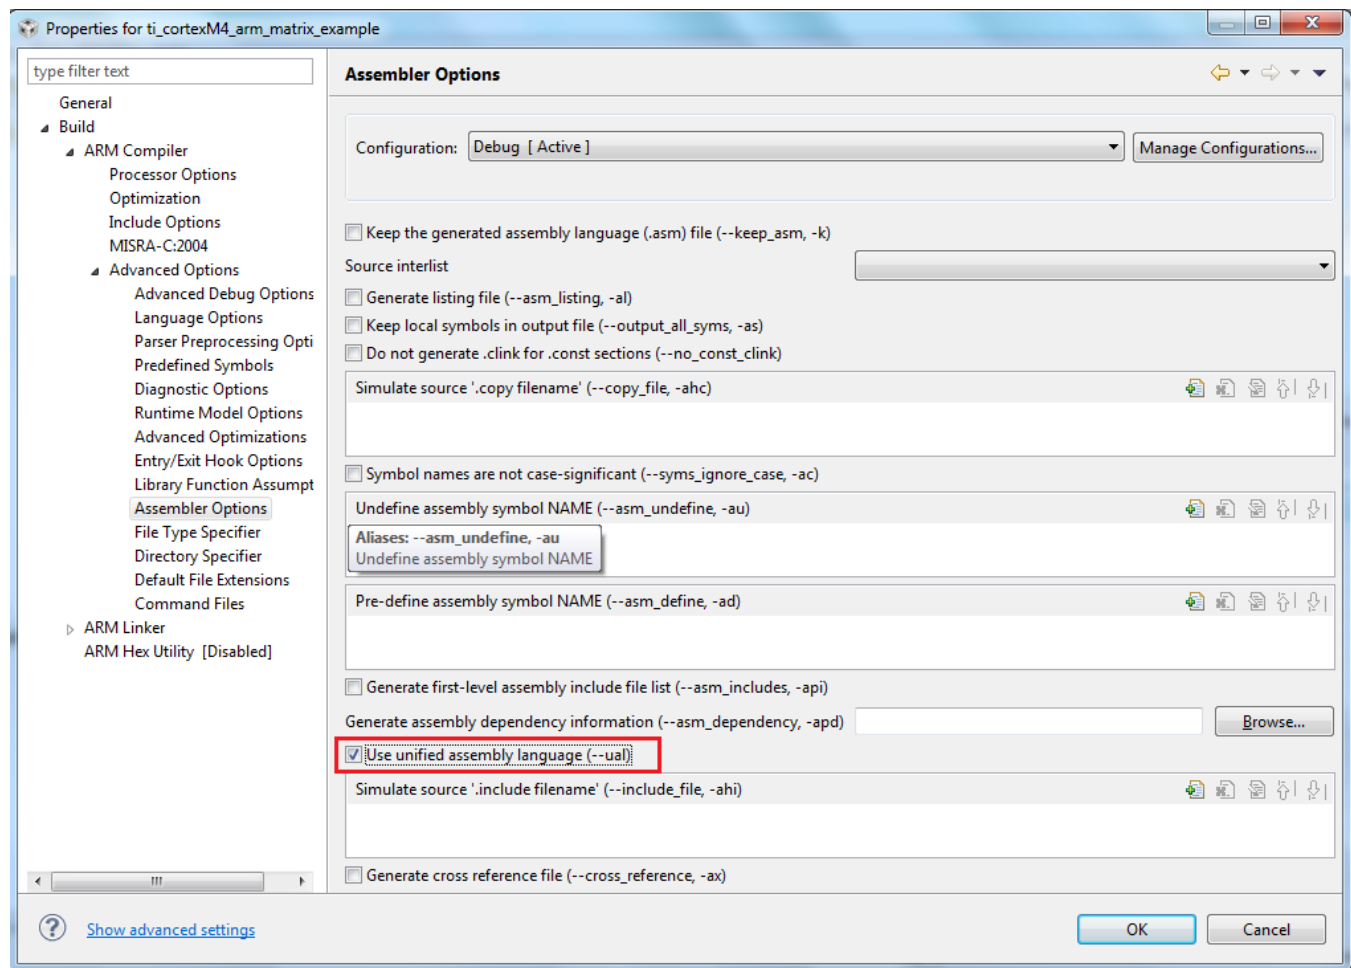 Properties for ti_cortexM4_arm_matrix_example
type filter text
General
Build
ARM Compiler
Processor Options
Optimization
Include Options
MISRA-C:2004
Advanced Options
Advanced Debug Options
Language Options
Parser Preprocessing Opti
Predefined Symbols
Diagnostic Options
Runtime Model Options
Advanced Optimizations
Entry/Exit Hook Options
Library Function Assumpt
Assembler Options
File Type Specifier
Directory Specifier
Default File Extensions
Command Files
ARM Linker
ARM Hex Utility [Disabled]
Assembler Options
Configuration: Debug [ Active ] Manage Configurations...
Keep the generated assembly language (.asm) file (--keep_asm, -k)
Source interlist
Generate listing file (--asm_listing, -al)
Keep local symbols in output file (--output_all_syms, -as)
Do not generate .clink for .const sections (--no_const_clink)
Simulate source '.copy filename' (--copy_file, -ahc)
Symbol names are not case-significant (--syms_ignore_case, -ac)
Undefine assembly symbol NAME (--asm_undefine, -au)
Aliases: --asm_undefine, -au
Undefine assembly symbol NAME
Pre-define assembly symbol NAME (--asm_define, -ad)
Generate first-level assembly include file list (--asm_includes, -api)
Generate assembly dependency information (--asm_dependency, -apd) Browse...
Use unified assembly language (--ual)
Simulate source '.include filename' (--include_file, -ahi)
Generate cross reference file (--cross_reference, -ax)
Show advanced settings
OK Cancel